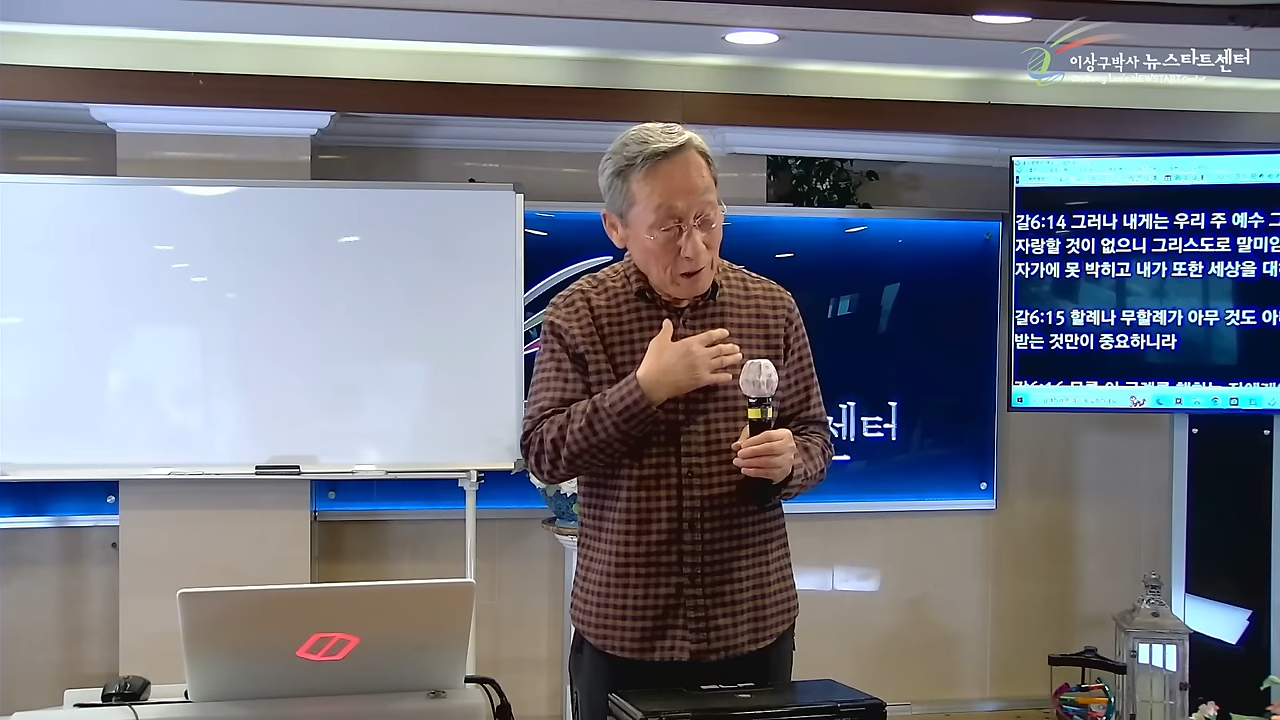 이상구박사 뉴스타트센터
갈6:14 그러나 내게는 우리 주 예수 그
자랑할 것이 없으니 그리스도로 말미암
자가에 못 박히고 내가 또한 세상을 대
갈6:15 할례나 무할례가 아무 것도 아
받는 것만이 중요하니라
센터